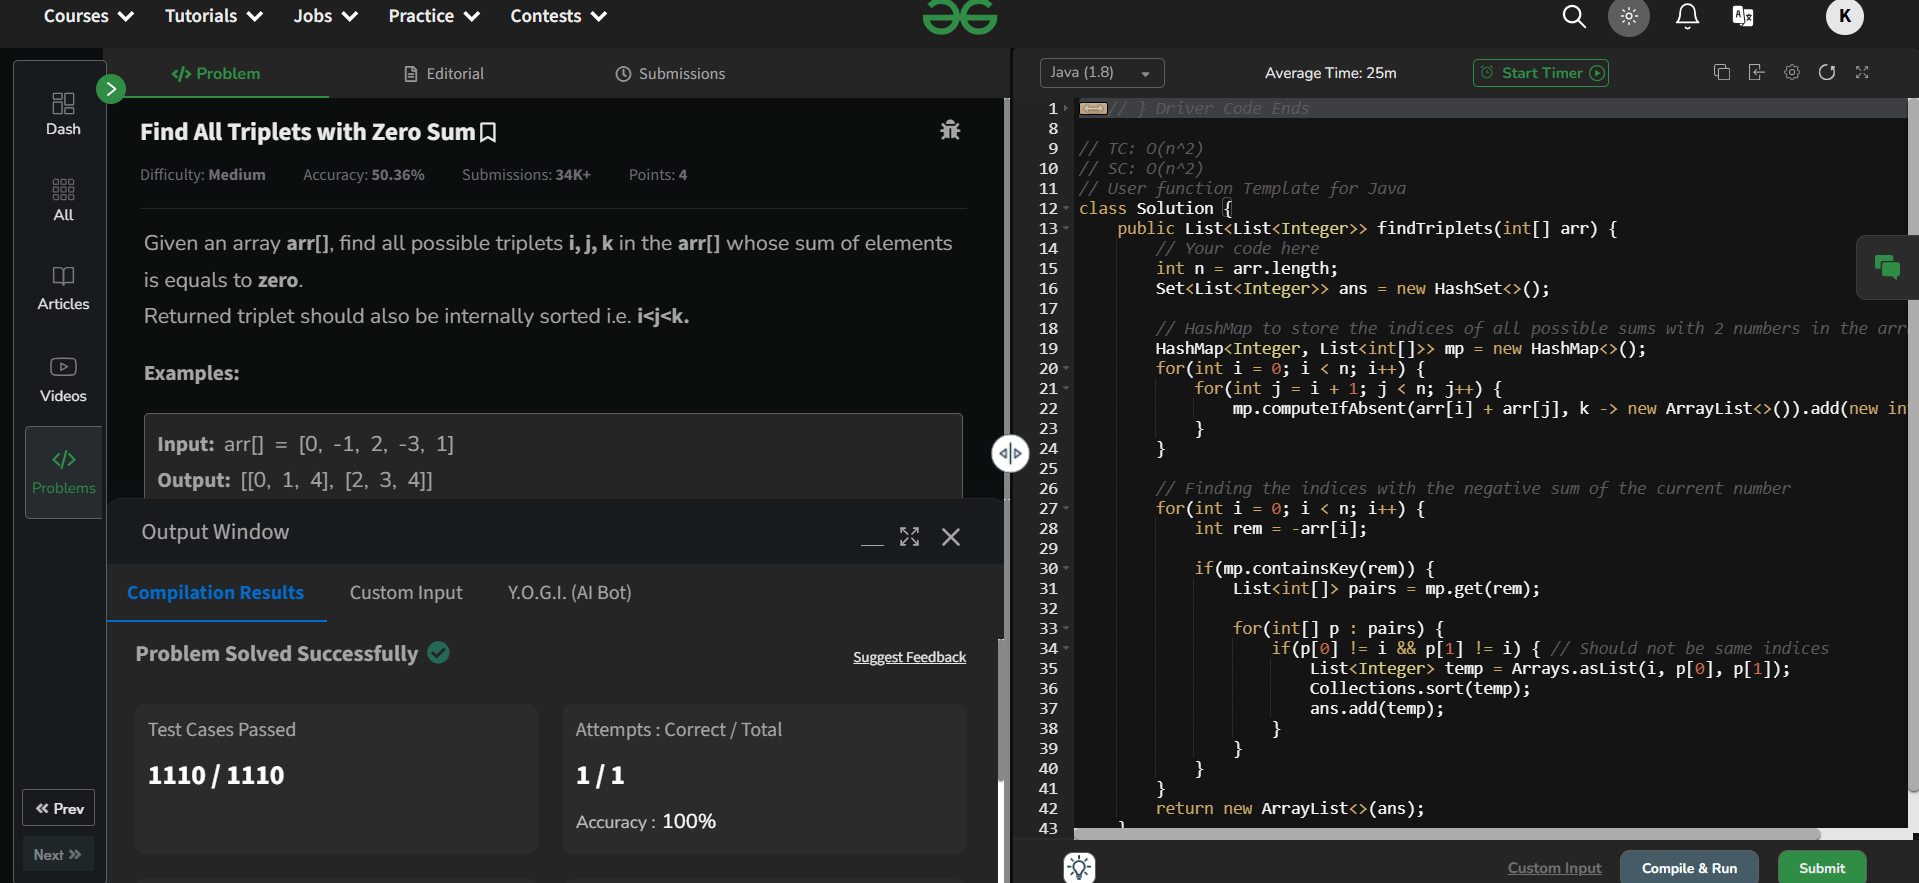 Courses
Tutorials
Jobs
Practice
Contests
K
Dash
All
Articles
Videos
Problems
Prev
Next
Problem
Editorial
Submissions
Find All Triplets with Zero Sum
Difficulty: Medium Accuracy: 50.36% Submissions: 34K+ Points: 4
Given an array arr[], find all possible triplets i, j, k in the arr[] whose sum of elements
is equals to zero.
Returned triplet should also be internally sorted i.e. i<j<k.
Examples:
Input: arr[] = [0, -1, 2, -3, 1]
Output: [[0, 1, 4], [2, 3, 4]]
Output Window
Compilation Results
Custom Input
Y.O.G.I. (AI Bot)
Problem Solved Successfully
Suggest Feedback
Test Cases Passed
1110 / 1110
Attempts : Correct / Total
1 / 1
Accuracy : 100%
Java (1.8)
Average Time: 25m
Start Timer
1 // } Driver Code Ends
8
9 // TC: O(n^2)
10 // SC: O(n^2)
11 // User function Template for Java
12 class Solution {
13 public List<List<Integer>> findTriplets(int[] arr) {
14 // Your code here
15 int n = arr.length;
16 Set<List<Integer>> ans = new HashSet<>();
17
18 // HashMap to store the indices of all possible sums with 2 numbers in the arr
19 HashMap<Integer, List<int[]>> mp = new HashMap<>();
20 for(int i = 0; i < n; i++) {
21 for(int j = i + 1; j < n; j++) {
22 mp.computeIfAbsent(arr[i] + arr[j], k -> new ArrayList<>()).add(new in
23 }
24 }
25
26 // Finding the indices with the negative sum of the current number
27 for(int i = 0; i < n; i++) {
28 int rem = -arr[i];
29
30 if(mp.containsKey(rem)) {
31 List<int[]> pairs = mp.get(rem);
32
33 for(int[] p : pairs) {
34 if(p[0] != i && p[1] != i) { // Should not be same indices
35 List<Integer> temp = Arrays.asList(i, p[0], p[1]);
36 Collections.sort(temp);
37 ans.add(temp);
38 }
39 }
40 }
41 }
42 return new ArrayList<>(ans);
43 }
Custom Input
Compile & Run
Submit